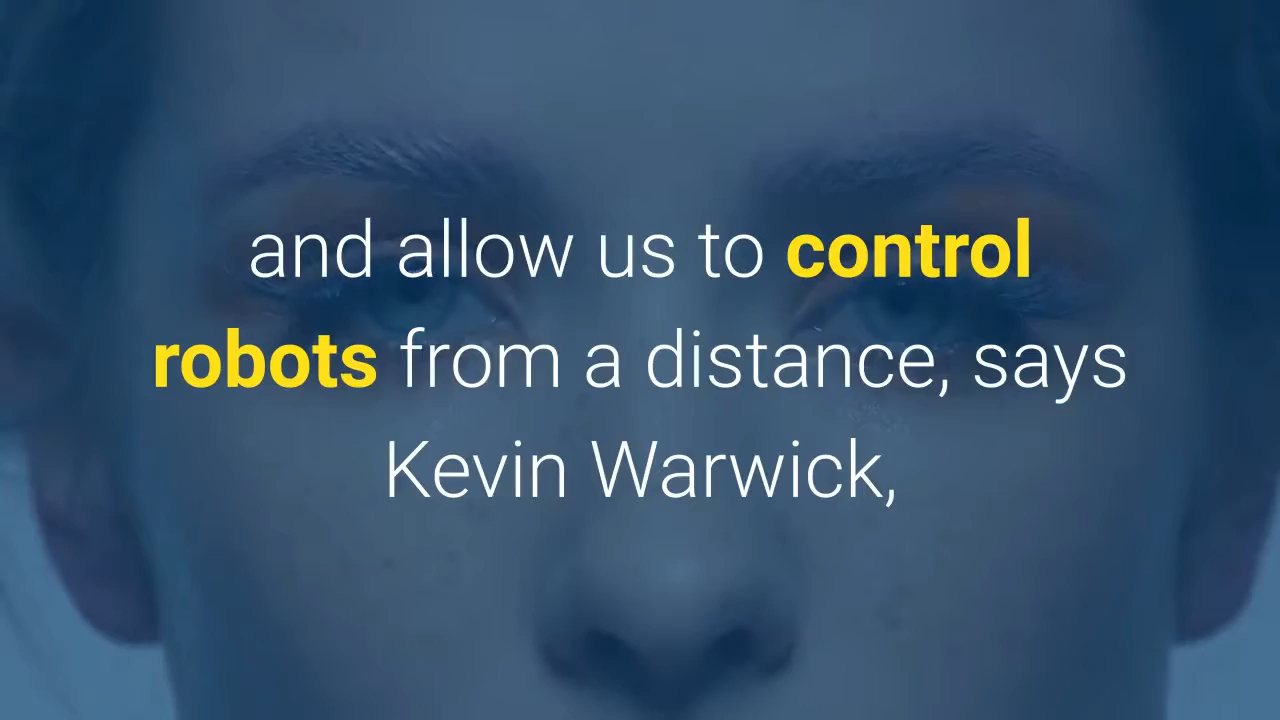 and allow us to control
robots from a distance, says
Kevin Warwick,